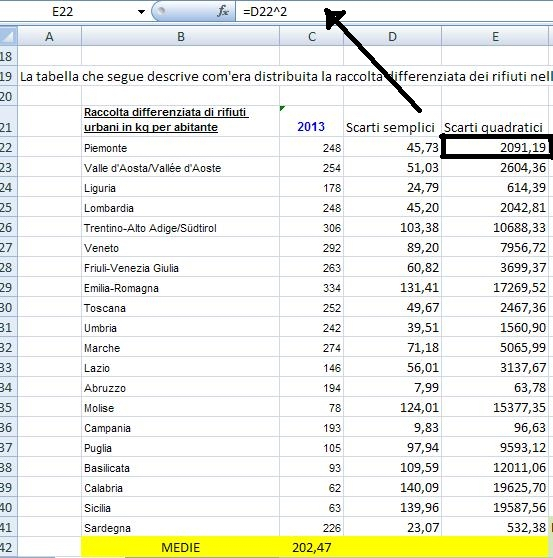 E22 fx =D22^2
A B C D E
18
19 La tabella che segue descrive com'era distribuita la raccolta differenziata dei rifiuti nell
20
Raccolta differenziata di rifiuti
21 urbani in kg per abitante 2013 Scarti semplici Scarti quadratici
22 Piemonte 248 45,73 2091,19
23 Valle d'Aosta/Vallée d'Aoste 254 51,03 2604,36
24 Liguria 178 24,79 614,39
25 Lombardia 248 45,20 2042,81
26 Trentino-Alto Adige/Südtirol 306 103,38 10688,33
27 Veneto 292 89,20 7956,72
28 Friuli-Venezia Giulia 263 60,82 3699,37
29 Emilia-Romagna 334 131,41 17269,52
30 Toscana 252 49,67 2467,36
31 Umbria 242 39,51 1560,90
32 Marche 274 71,18 5065,99
33 Lazio 146 56,01 3137,67
34 Abruzzo 194 7,99 63,78
35 Molise 78 124,01 15377,35
36 Campania 193 9,83 96,63
37 Puglia 105 97,94 9593,12
38 Basilicata 93 109,59 12011,06
39 Calabria 62 140,09 19625,70
40 Sicilia 63 139,96 19587,56
41 Sardegna 226 23,07 532,38
42 MEDIE 202,47